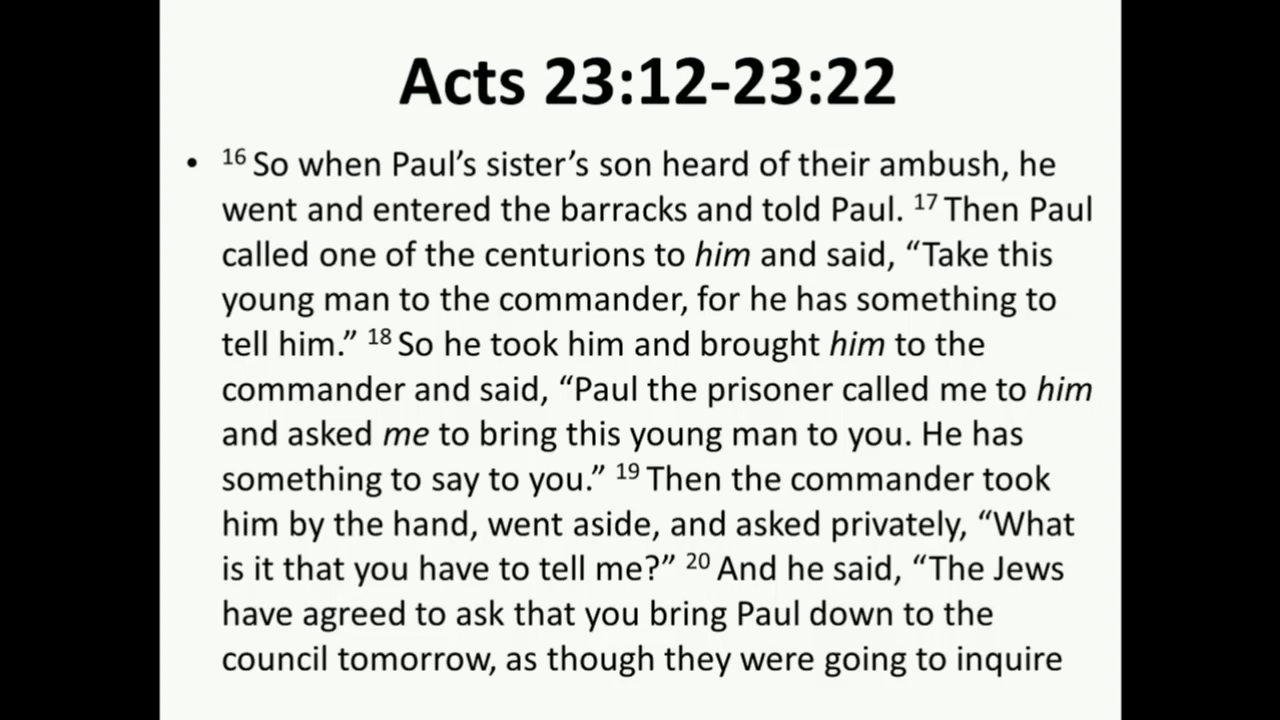 Acts 23:12-23:22
• 16 So when Paul’s sister’s son heard of their ambush, he
went and entered the barracks and told Paul. 17 Then Paul
called one of the centurions to him and said, “Take this
young man to the commander, for he has something to
tell him.” 18 So he took him and brought him to the
commander and said, “Paul the prisoner called me to him
and asked me to bring this young man to you. He has
something to say to you.” 19 Then the commander took
him by the hand, went aside, and asked privately, “What
is it that you have to tell me?” 20 And he said, “The Jews
have agreed to ask that you bring Paul down to the
council tomorrow, as though they were going to inquire